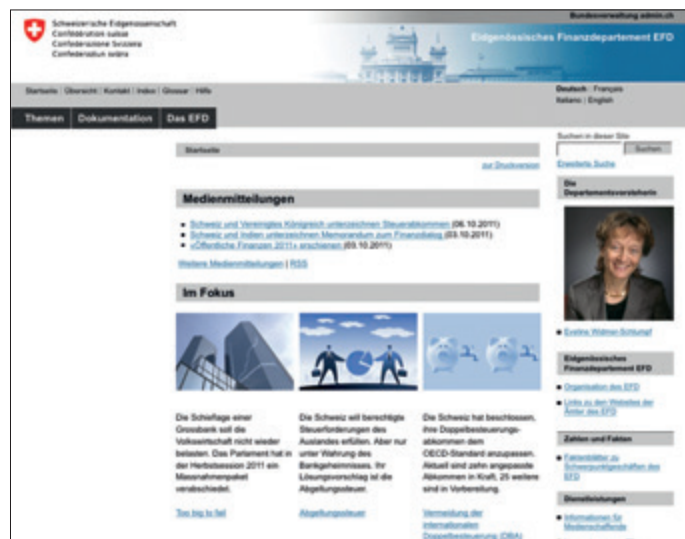 Bundesverwaltung admin.ch
Schweizerische Eidgenossenschaft
Confédération suisse
Confederazione Svizzera
Confederaziun svizra
Eidgenössisches Finanzdepartement EFD
Startseite | Übersicht | Kontakt | Index | Glossar | Hilfe
Deutsch | Français
Italiano | English
Themen Dokumentation Das EFD
Startseite
zur Druckversion
Medienmitteilungen
Schweiz und Vereinigtes Königreich unterzeichnen Steuerabkommen (06.10.2011)
Schweiz und Indien unterzeichnen Memorandum zum Finanzdialog (03.10.2011)
«Öffentliche Finanzen 2011» erschienen (03.10.2011)
Weitere Medienmitteilungen | RSS
Im Fokus
Die Schieflage einer
Grossbank soll die
Volkswirtschaft nicht wieder
belasten. Das Parlament hat in
der Herbstsession 2011 ein
Massnahmenpaket
verabschiedet.
Too big to fail
Die Schweiz will berechtigte
Steuerforderungen des
Auslandes erfüllen. Aber nur
unter Wahrung des
Bankgeheimnisses. Ihr
Lösungsvorschlag ist die
Abgeltungssteuer.
Abgeltungssteuer
Die Schweiz hat beschlossen,
ihre Doppelbesteuerungs-
abkommen dem
OECD-Standard anzupassen.
Aktuell sind zehn angepasste
Abkommen in Kraft, 25 weitere
sind in Vorbereitung.
Vermeidung der
internationalen
Doppelbesteuerung (DBA)
Suchen in dieser Site
Suchen
Erweiterte Suche
Die
Departementsvorsteherin
Eveline Widmer-Schlumpf
Eidgenössisches
Finanzdepartement EFD
Organisation des EFD
Links zu den Websites der
Ämter des EFD
Zahlen und Fakten
Faktenblätter zu
Schwerpunktgeschäften des
EFD
Dienstleistungen
Informationen für
Medienschaffende